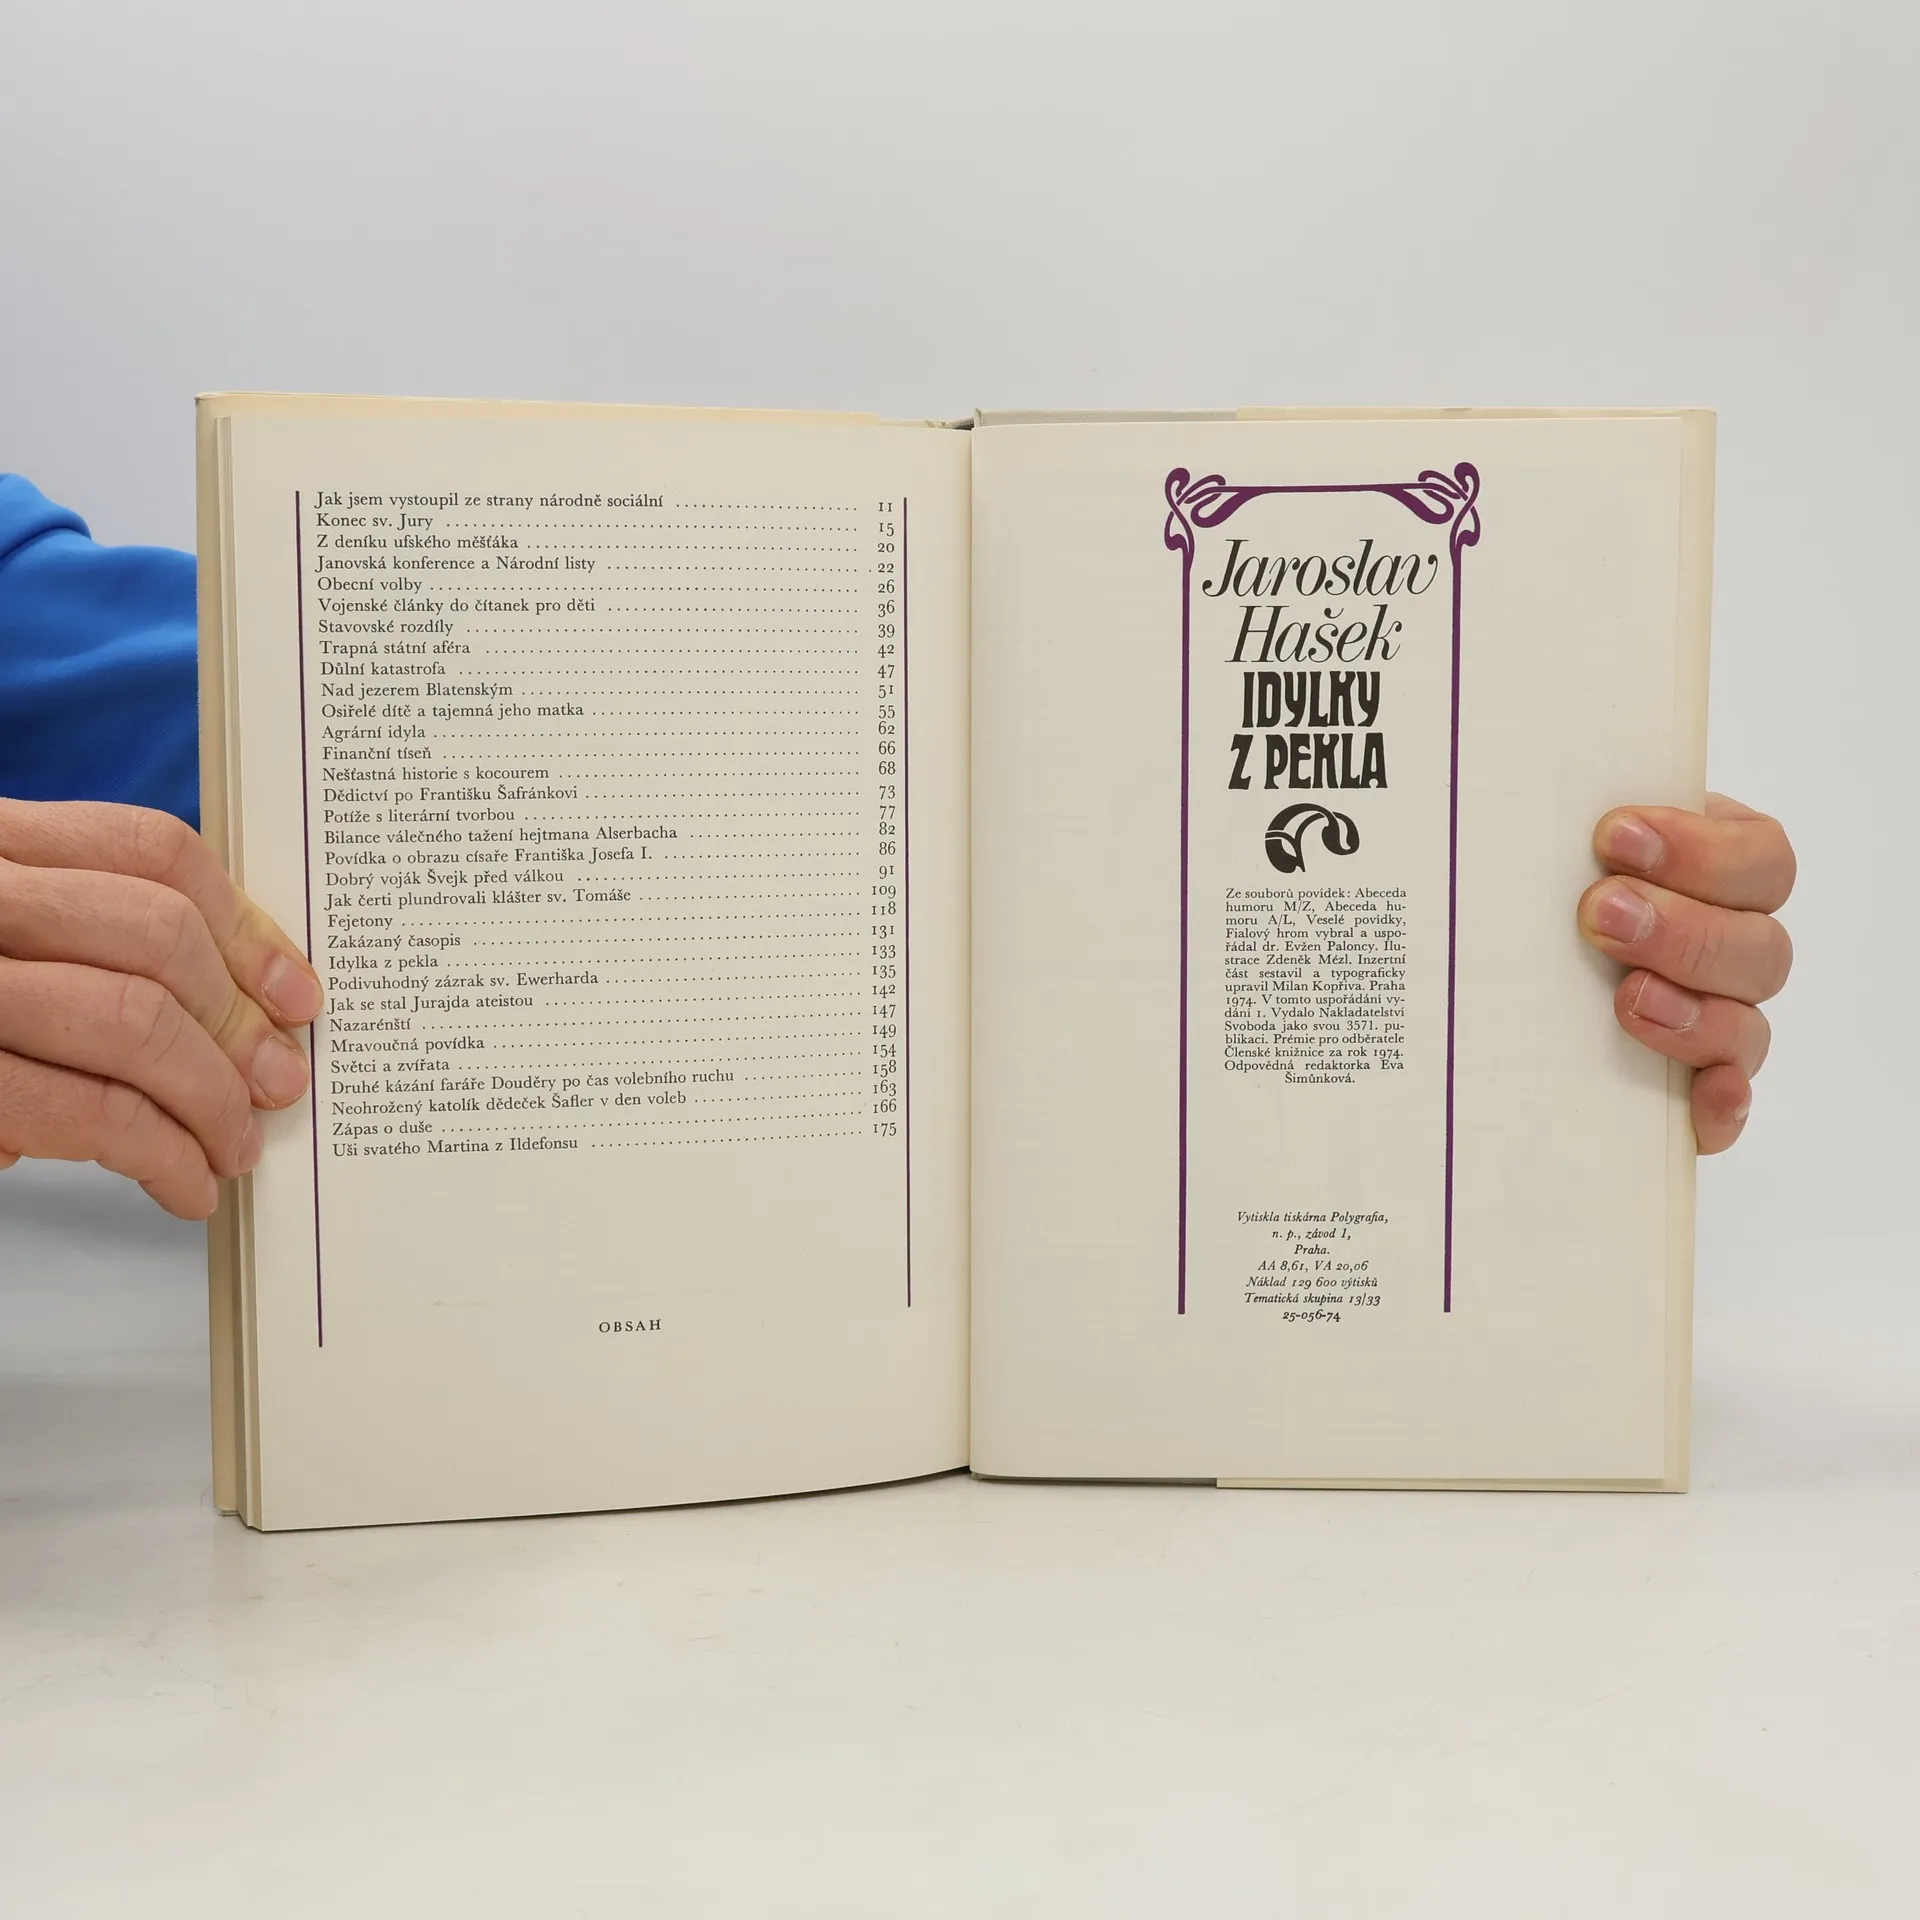 Jak jsem vystoupil ze strany národně sociální .......................... 11
Konec sv. Jury .......................... 15
Z deníku ufského měšťáka .......................... 20
Janovská konference a Národní listy .......................... 22
Obecní volby .......................... 26
Vojenské články do čítanek pro děti .......................... 36
Stavovské rozdíly .......................... 39
Trapná státní aféra .......................... 42
Důlní katastrofa .......................... 47
Nad jezerem Blatenským .......................... 51
Osiřelé dítě a tajemná jeho matka .......................... 55
Agrární idyla .......................... 62
Finanční tíseň .......................... 66
Nešťastná historie s kocourem .......................... 68
Dědictví po Františku Šafránkovi .......................... 73
Potíže s literární tvorbou .......................... 77
Bilance válečného tažení hejtmana Alserbacha .......................... 82
Povídka o obrazu císaře Františka Josefa I. .......................... 86
Dobrý voják Švejk před válkou .......................... 91
Jak čerti plundrovali klášter sv. Tomáše .......................... 109
Fejetony .......................... 118
Zakázaný časopis .......................... 131
Idylka z pekla .......................... 133
Podivuhodný zázrak sv. Ewerharda .......................... 135
Jak se stal Jurajda ateistou .......................... 142
Nazarénští .......................... 147
Mravoučná povídka .......................... 149
Světci a zvířata .......................... 154
Druhé kázání faráře Douděry po čas volebního ruchu .......................... 158
Neohrožený katolík dědeček Šafler v den voleb .......................... 163
Zápas o duše .......................... 166
Uši svatého Martina z Ildefonsu .......................... 175
OBSAH
Jaroslav
Hašek
IDYLKY
Z PEKLA
Ze souborů povídek: Abeceda
humoru M/Z, Abeceda hu-
moru A/L, Veselé povídky,
Fialový hrom vybral a uspo-
řádal dr. Evžen Paloncy. Ilu-
strace Zdeněk Mézl. Inzertní
část sestavil a typograficky
upravil Milan Kopřiva. Praha
1974. V tomto uspořádání vy-
dání 1. Vydalo Nakladatelství
Svoboda jako svou 3571. pu-
blikaci. Prémie pro odběratele
Členské knižnice za rok 1974.
Odpovědná redaktorka Eva
Šimůnková.
Vytiskla tiskárna Polygrafia,
n. p., závod 1,
Praha.
AA 8,61, VA 20,06
Náklad 129 600 výtisků
Tematická skupina 13/33
25-056-74